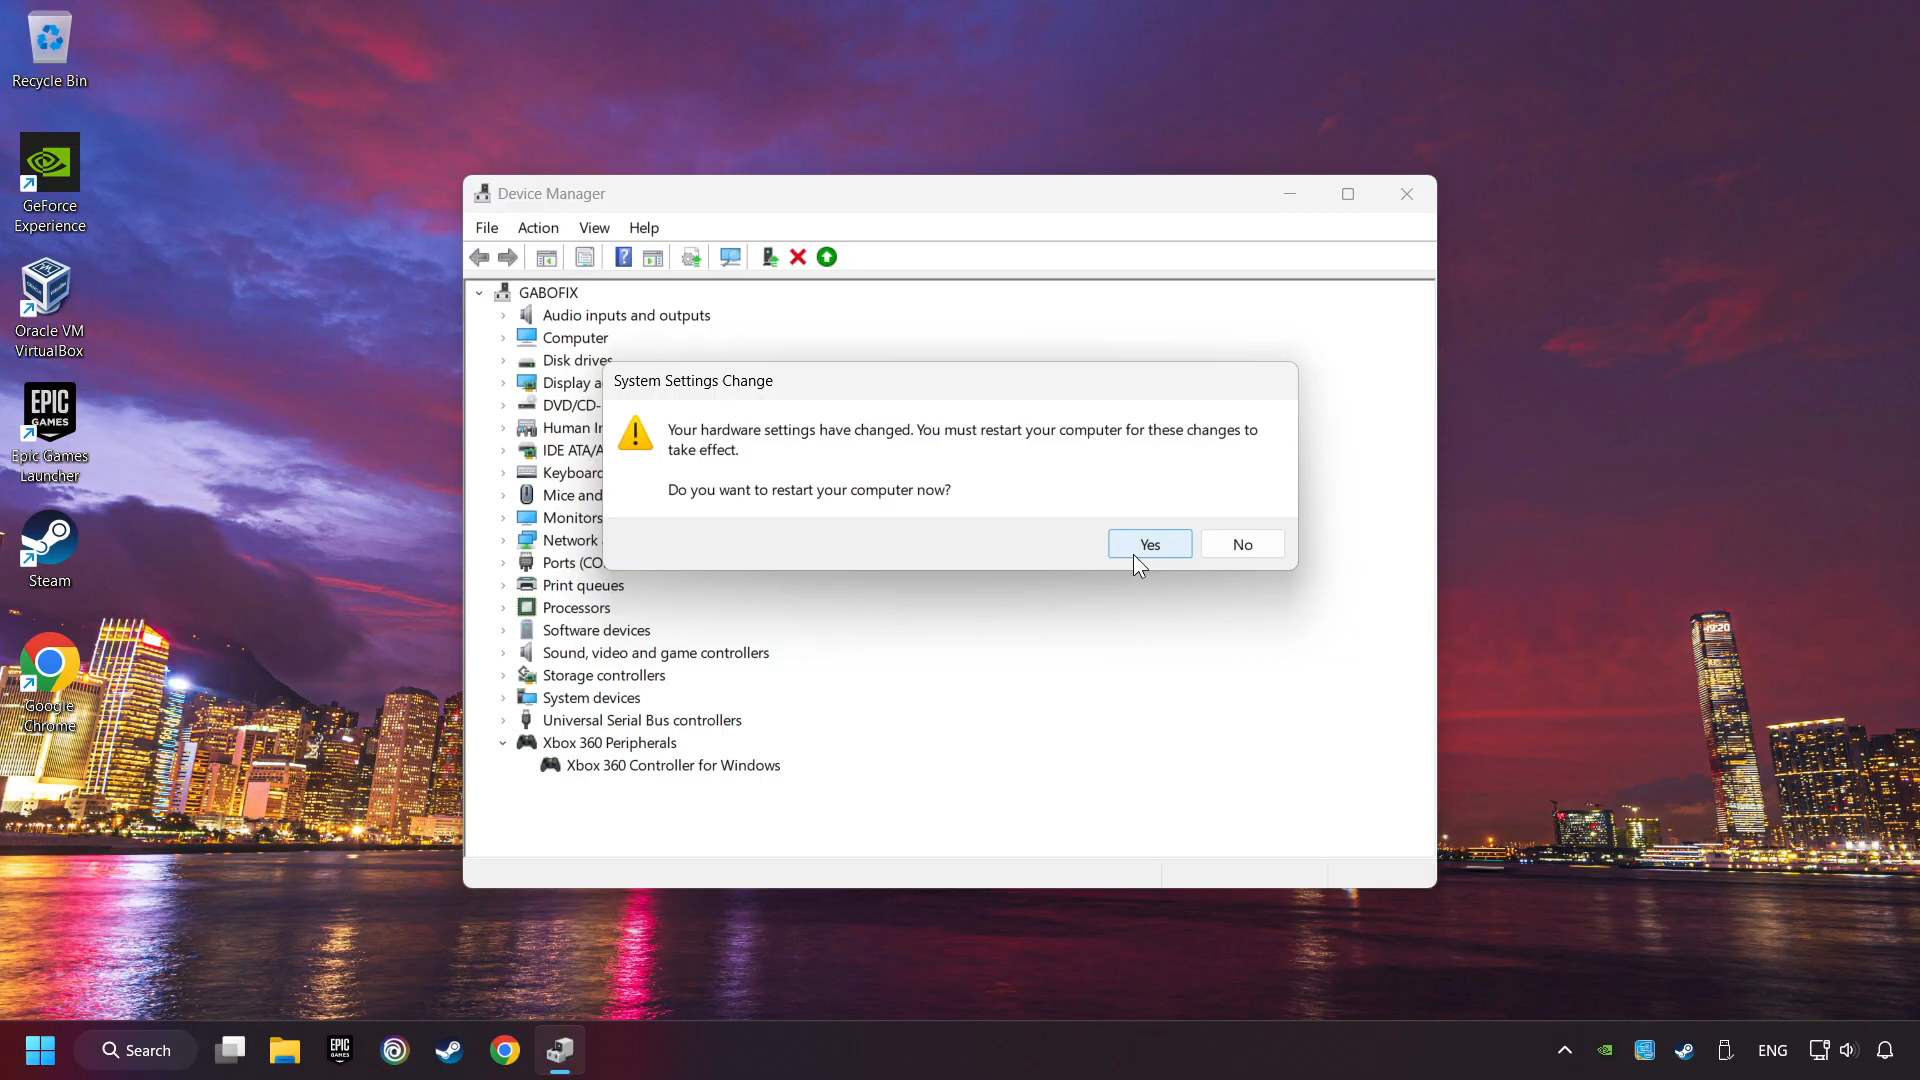 Recycle Bin
GeForce
Experience
Oracle VM
VirtualBox
EPIC
GAMES
Epic Games
Launcher
Steam
Google
Chrome
Device Manager
File Action View Help
GABOFIX
Audio inputs and outputs
Computer
Disk drives
Display a
DVD/CD-
Human In
IDE ATA/A
Keyboard
Mice and
Monitors
Network
Ports (CO
Print queues
Processors
Software devices
Sound, video and game controllers
Storage controllers
System devices
Universal Serial Bus controllers
Xbox 360 Peripherals
Xbox 360 Controller for Windows
System Settings Change
Your hardware settings have changed. You must restart your computer for these changes to
take effect.
Do you want to restart your computer now?
Yes No
19:20
Search
EPIC
GAMES
ENG